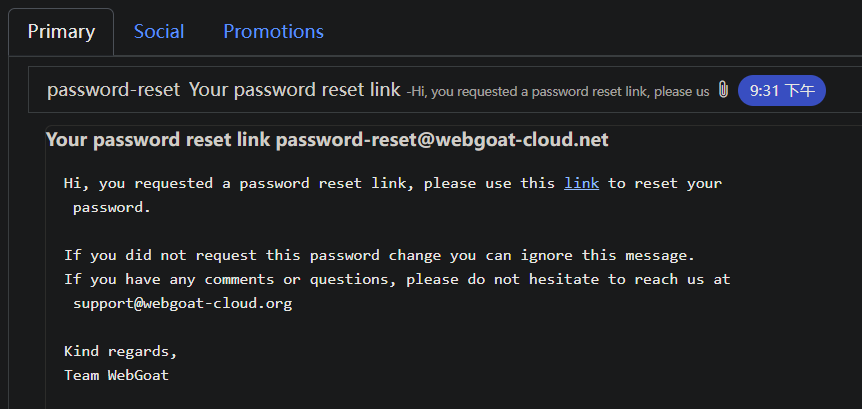 Primary Social Promotions
password-reset Your password reset link -Hi, you requested a password reset link, please us 9:31 下午
Your password reset link password-reset@webgoat-cloud.net
Hi, you requested a password reset link, please use this link to reset your
password.
If you did not request this password change you can ignore this message.
If you have any comments or questions, please do not hesitate to reach us at
support@webgoat-cloud.org
Kind regards,
Team WebGoat